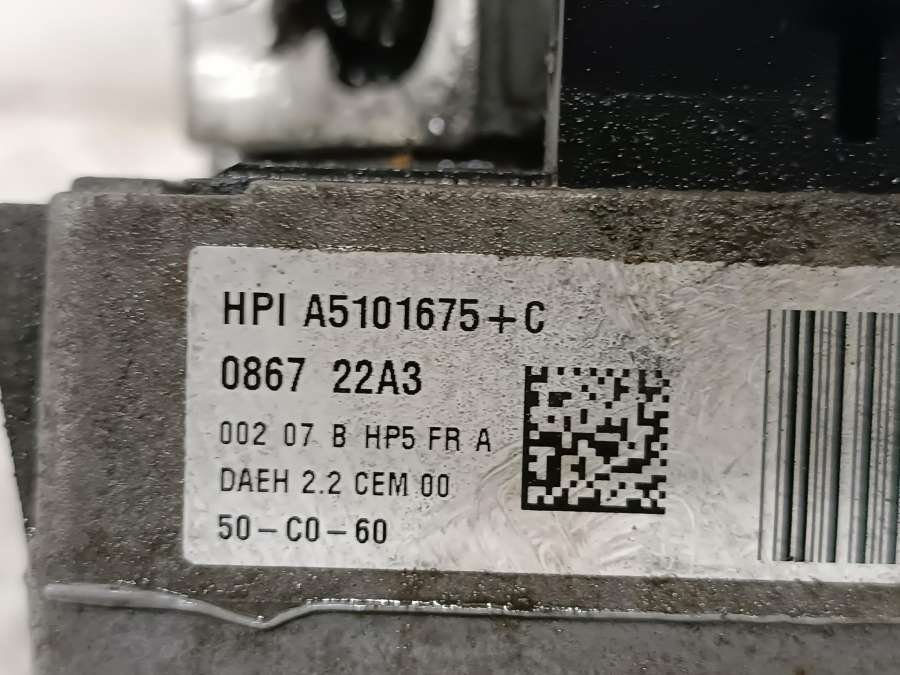 HPI A5101675+C
0867 22A3
002 07 B HP5 FR A
DAEH 2.2 CEM 00
50-C0-60